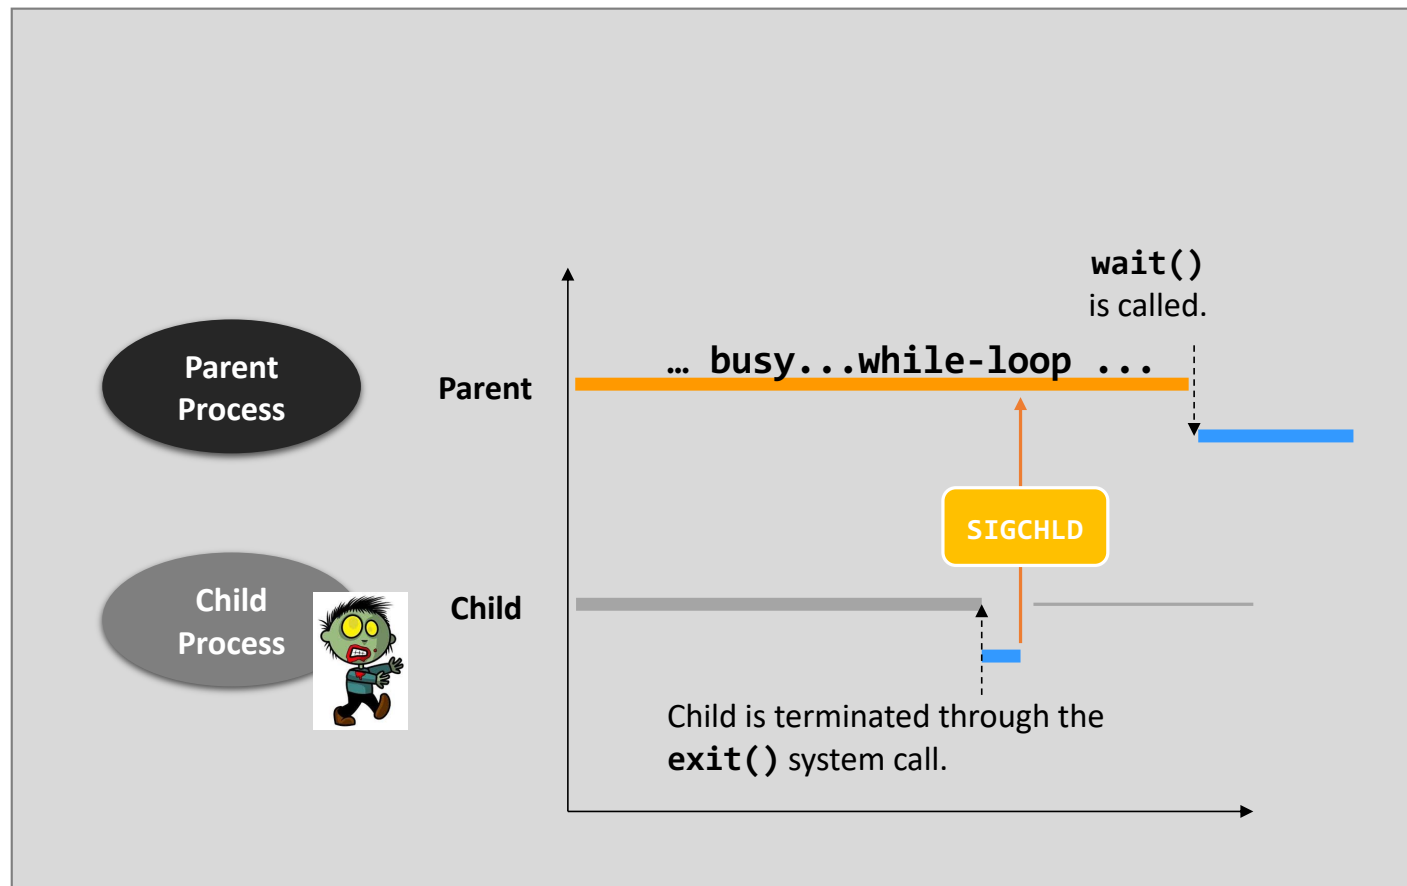 wait()
is called.
… busy...while-loop ...
Parent
Process
Parent
SIGCHLD
Child
Process
Child
Child is terminated through the
exit() system call.